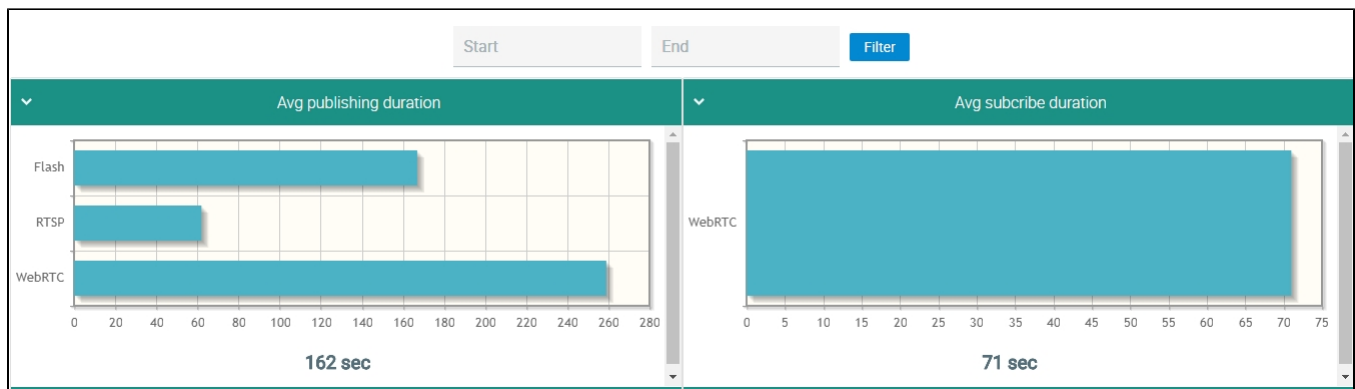 Start End Filter
Avg publishing duration
Flash
RTSP
WebRTC
0 20 40 60 80 100 120 140 160 180 200 220 240 260 280
162 sec
Avg subcribe duration
WebRTC
0 5 10 15 20 25 30 35 40 45 50 55 60 65 70 75
71 sec